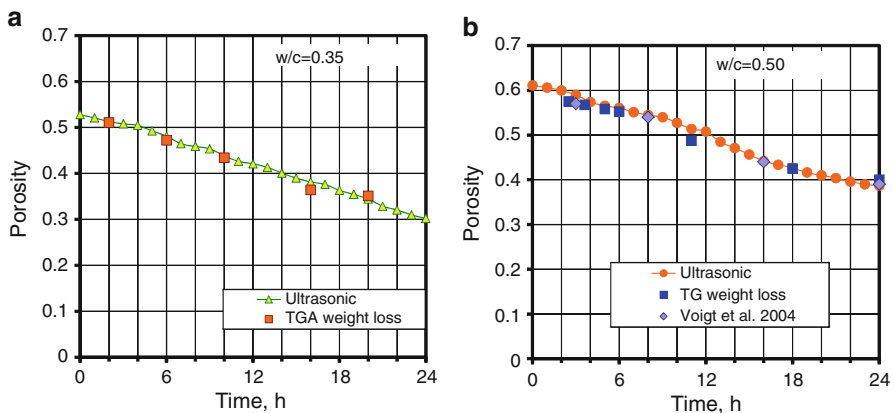 a
w/c=0.35
0.7
0.6
0.5
0.4
0.3
0.2
0.1
0
Porosity
Ultrasonic
TGA weight loss
0 6 12 18 24
Time, h
b
w/c=0.50
0.7
0.6
0.5
0.4
0.3
0.2
0.1
0
Porosity
Ultrasonic
TG weight loss
Voigt et al. 2004
0 6 12 18 24
Time, h